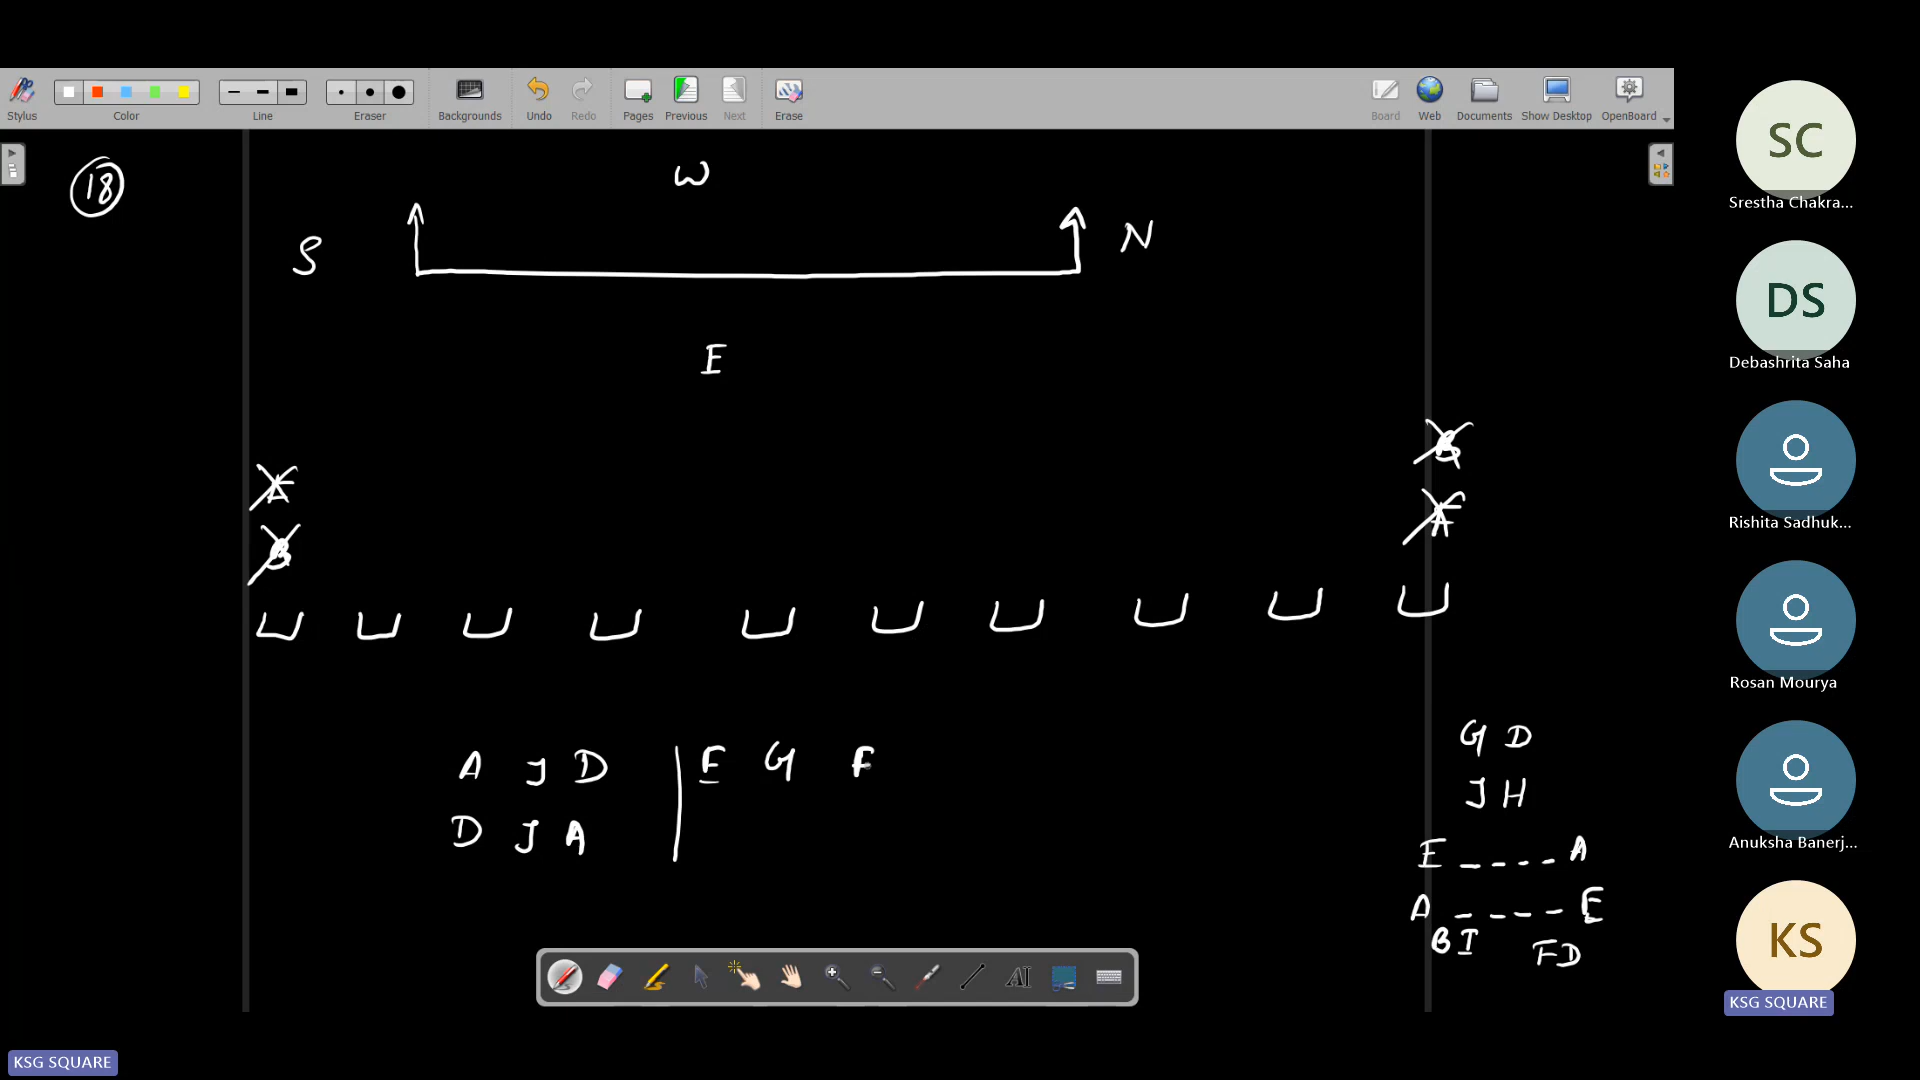 Stylus Color Line Eraser Backgrounds Undo Redo Pages Previous Next Erase Board Web Documents Show Desktop OpenBoard
SC
Srestha Chakra...
DS
Debashrita Saha
Rishita Sadhuk...
Rosan Mourya
Anuksha Banerj...
KS
KSG SQUARE
18
W
S
N
E
B
A
A
B
A J D | E G F
D J A
G D
J H
E _ _ _ _ A
A _ _ _ _ E
B I F D
AI
KSG SQUARE